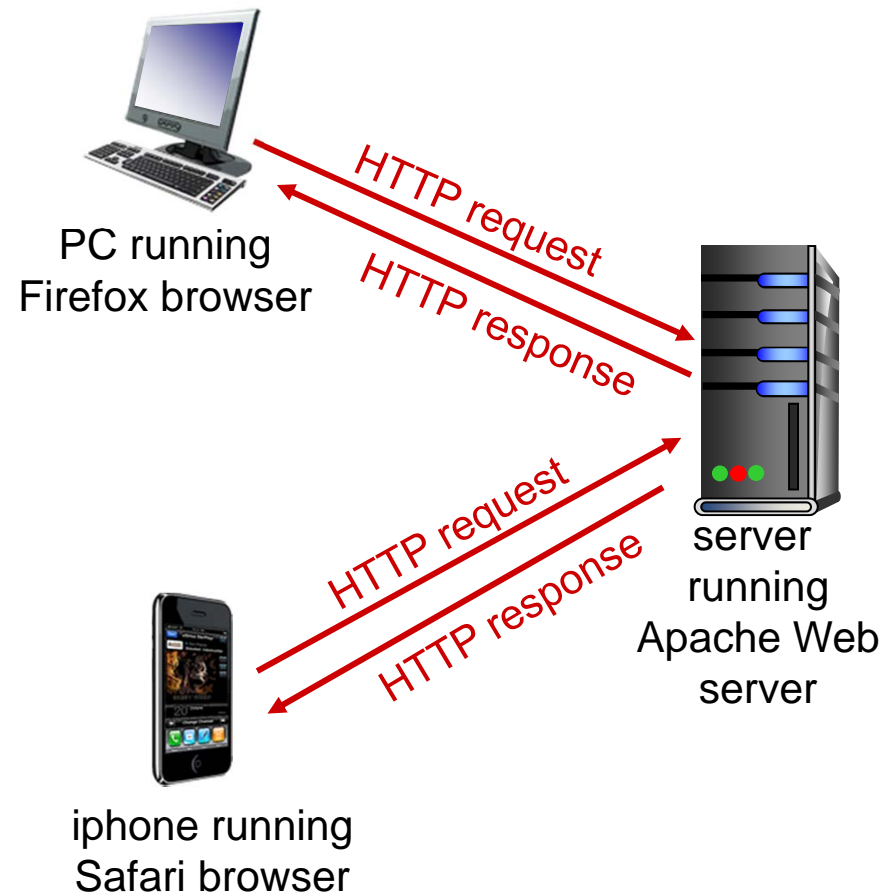 HTTP request
HTTP response
PC running
Firefox browser
HTTP request
HTTP response
server
running
Apache Web
server
iphone running
Safari browser